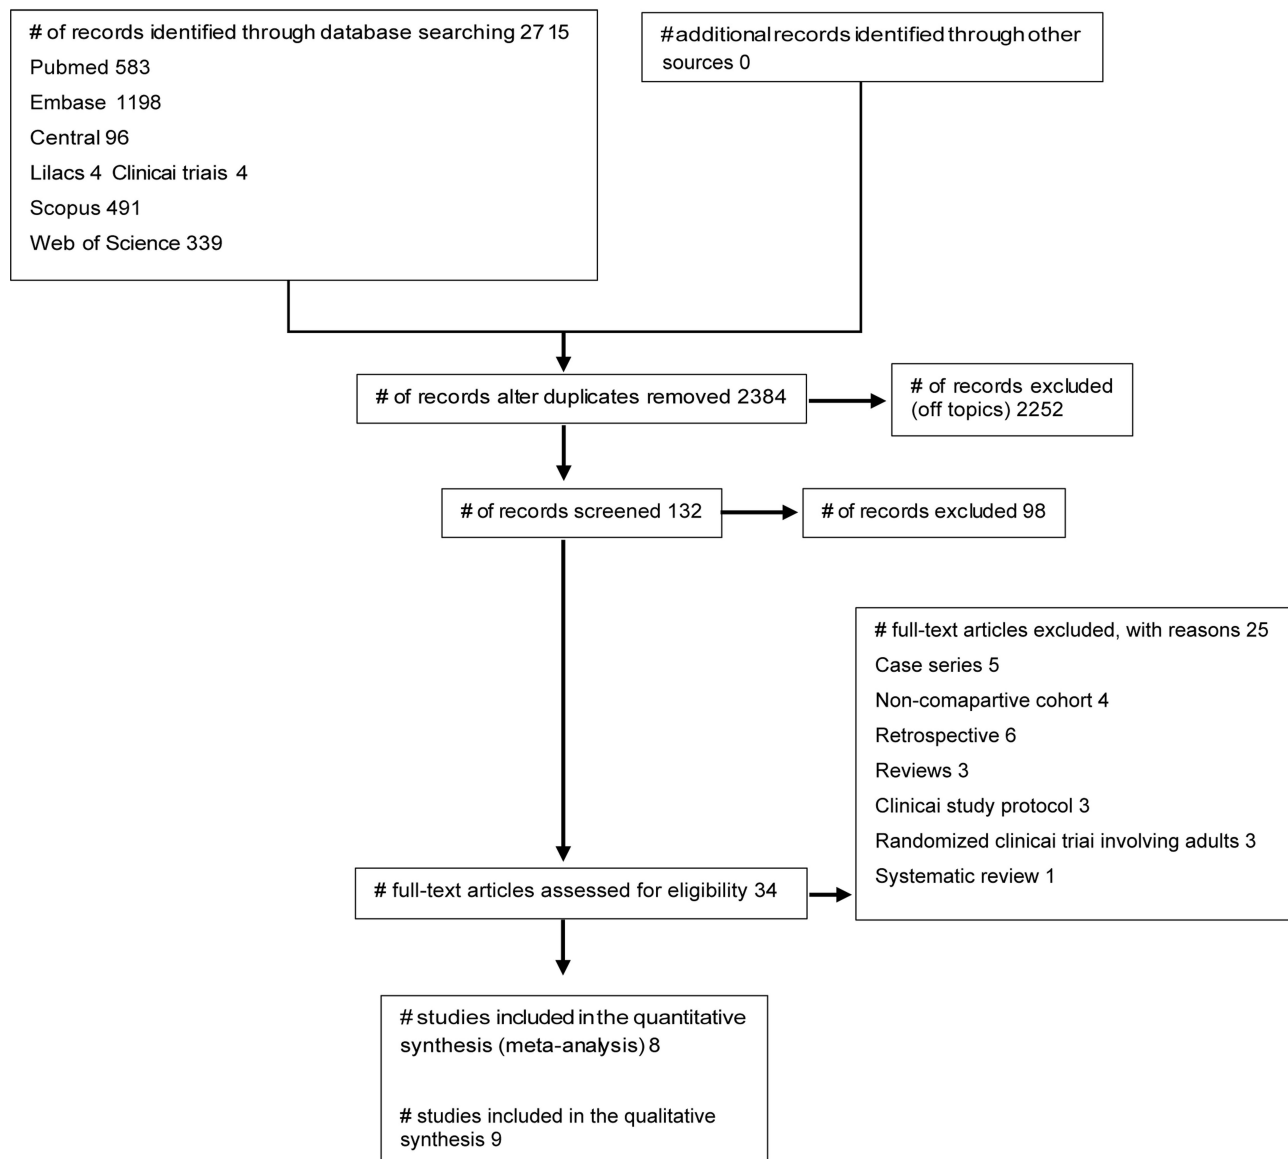 # of records identified through database searching 2715
Pubmed 583
Embase 1198
Central 96
Lilacs 4 Clinicai triais 4
Scopus 491
Web of Science 339
# additional records identified through other
sources 0
# of records alter duplicates removed 2384
# of records excluded
(off topics) 2252
# of records screened 132
# of records excluded 98
# full-text articles excluded, with reasons 25
Case series 5
Non-comapartive cohort 4
Retrospective 6
Reviews 3
Clinicai study protocol 3
Randomized clinicai triai involving adults 3
Systematic review 1
# full-text articles assessed for eligibility 34
# studies included in the quantitative
synthesis (meta-analysis) 8
# studies included in the qualitative
synthesis 9